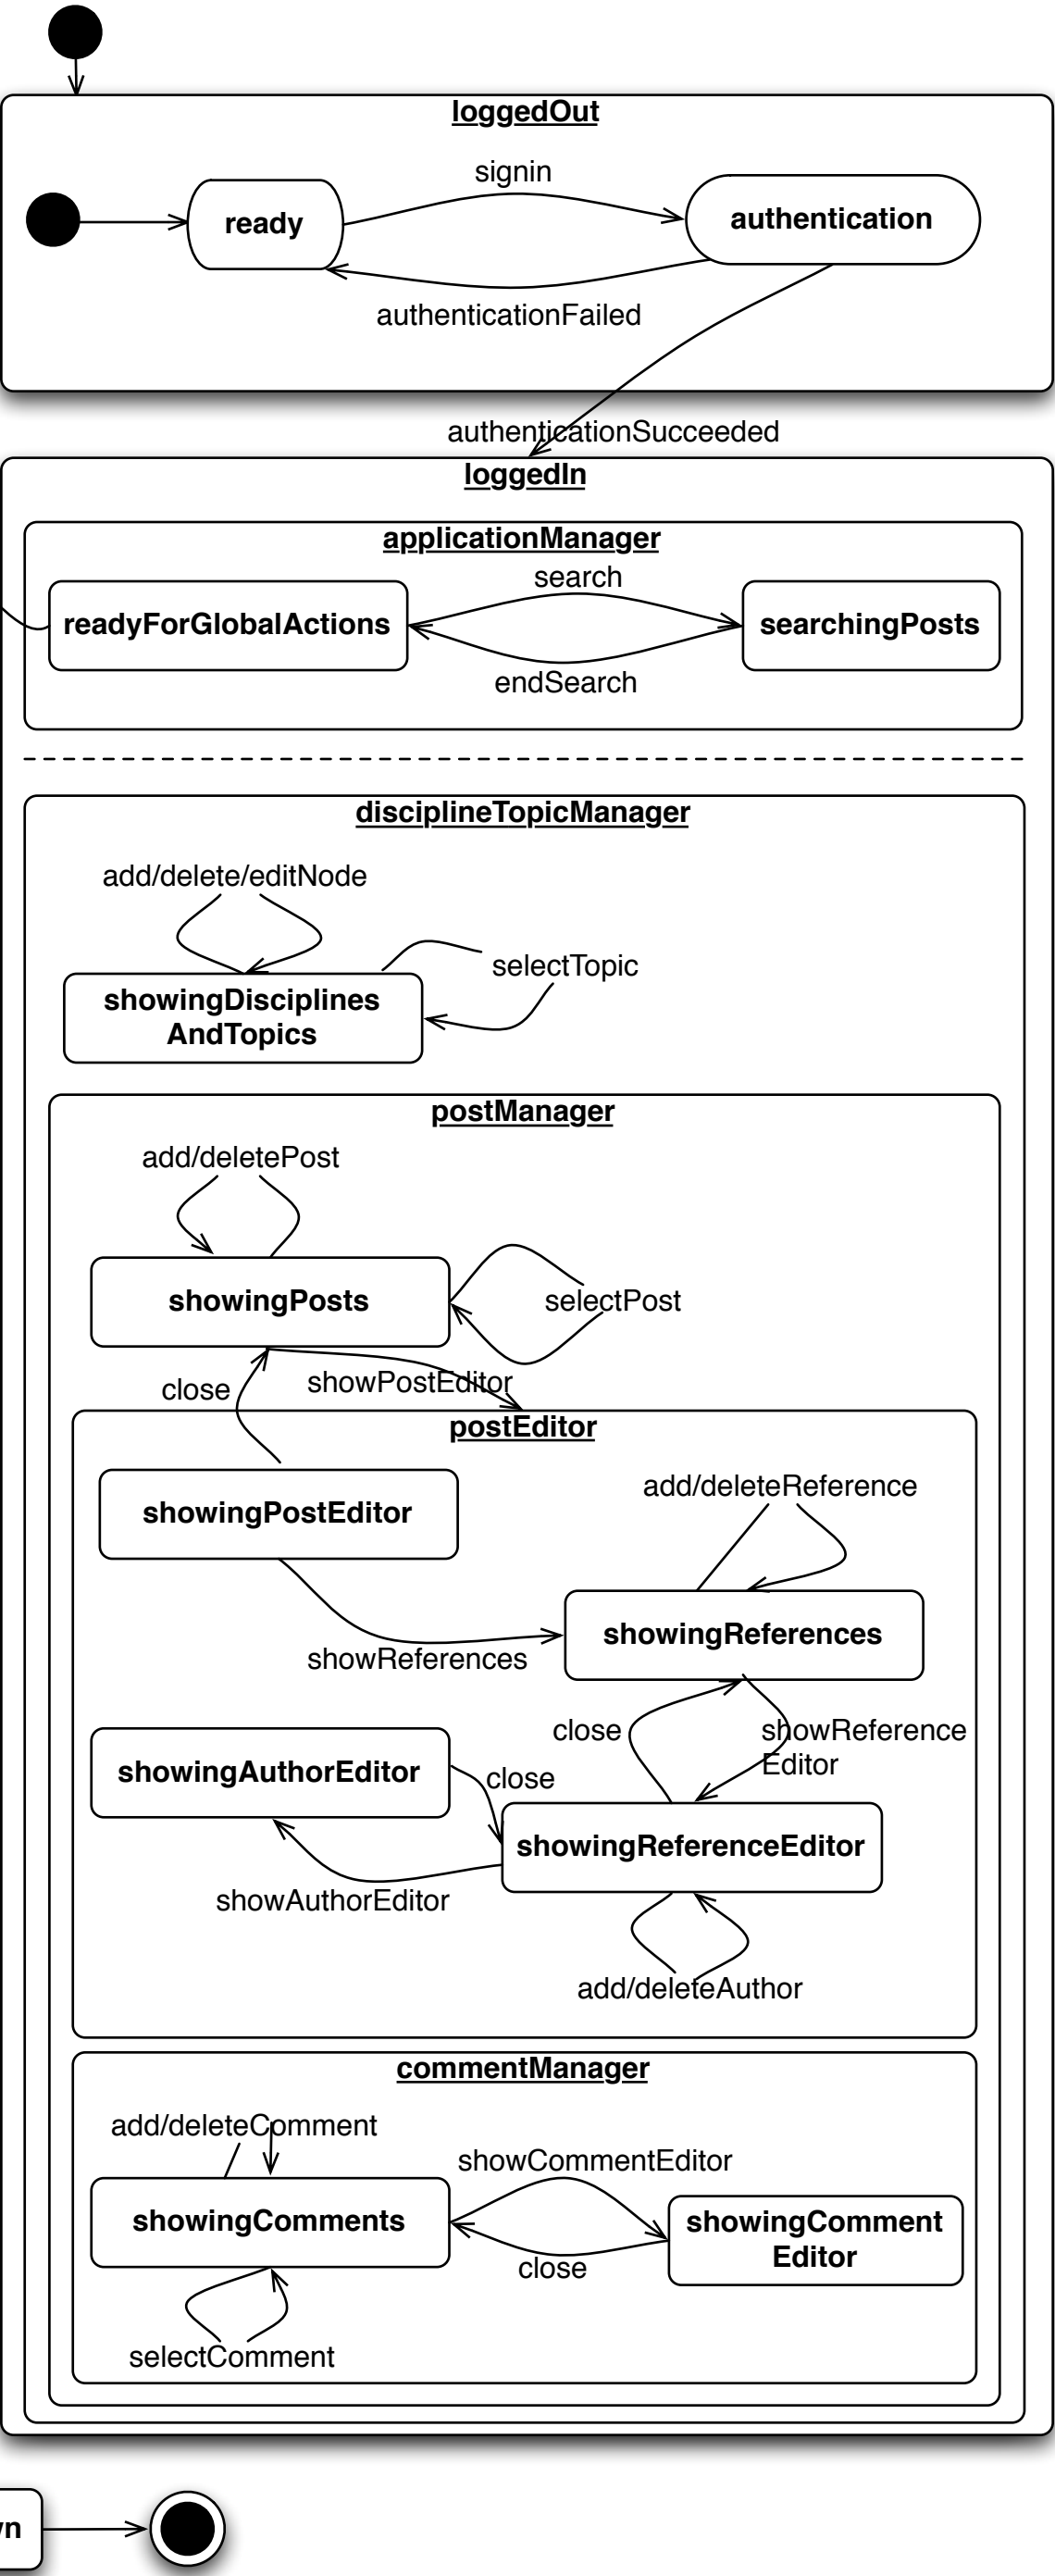 loggedOut
signin
ready
authentication
authenticationFailed
authenticationSucceeded
loggedIn
applicationManager
search
readyForGlobalActions
searchingPosts
endSearch
disciplineTopicManager
add/delete/editNode
selectTopic
showingDisciplines
AndTopics
postManager
add/deletePost
showingPosts
selectPost
close
showPostEditor
postEditor
add/deleteReference
showingPostEditor
showingReferences
showReferences
close
showReference
Editor
showingAuthorEditor
close
showingReferenceEditor
showAuthorEditor
add/deleteAuthor
commentManager
add/deleteComment
showCommentEditor
showingComments
showingComment
Editor
close
selectComment